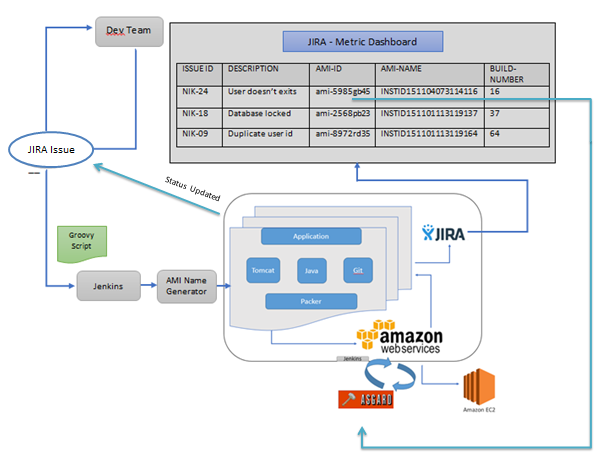 Dev Team
JIRA - Metric Dashboard
ISSUE ID DESCRIPTION AMI-ID AMI-NAME BUILD-
NUMBER
NIK-24 User doesn't exits ami-5985gb45 INSTID151104073114116 16
NIK-18 Database locked ami-2568pb23 INSTID151101113119137 37
NIK-09 Duplicate user id ami-8972rd35 INSTID151101113119164 64
JIRA Issue
Status Updated
Groovy
Script
Application
JIRA
Tomcat Java Git
Jenkins
AMI Name
Generator
Packer
amazon
webservices
Jenkins
ASGARD
Amazon EC2